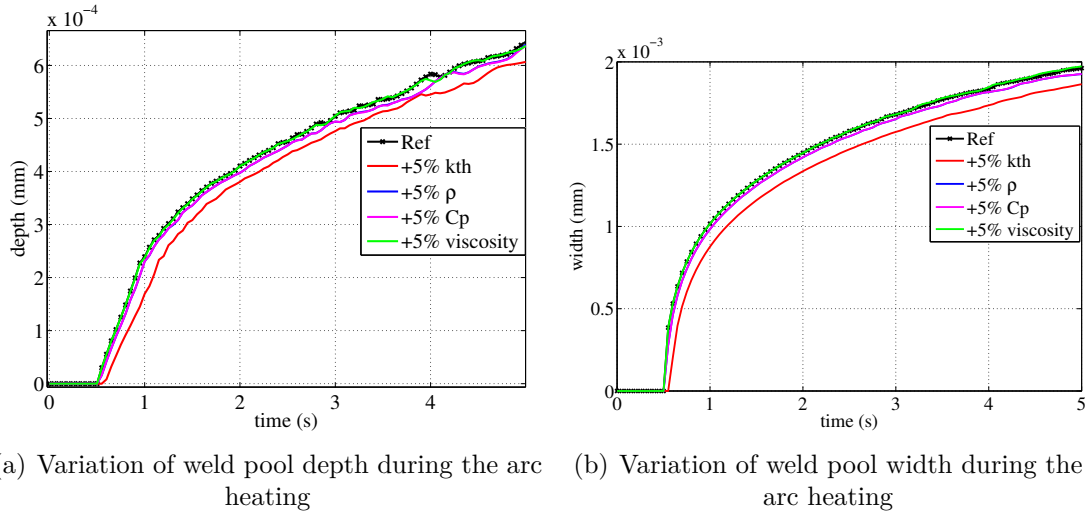 x 10⁻⁴
6
5
4
3
2
1
0
depth (mm)
1
2
3
4
time (s)
Ref
+5% kth
+5% ρ
+5% Cp
+5% viscosity
x 10⁻³
2
1.5
1
0.5
0
width (mm)
0
1
2
3
4
5
time (s)
Ref
+5% kth
+5% ρ
+5% Cp
+5% viscosity
a) Variation of weld pool depth during the arc
heating
(b) Variation of weld pool width during the
arc heating